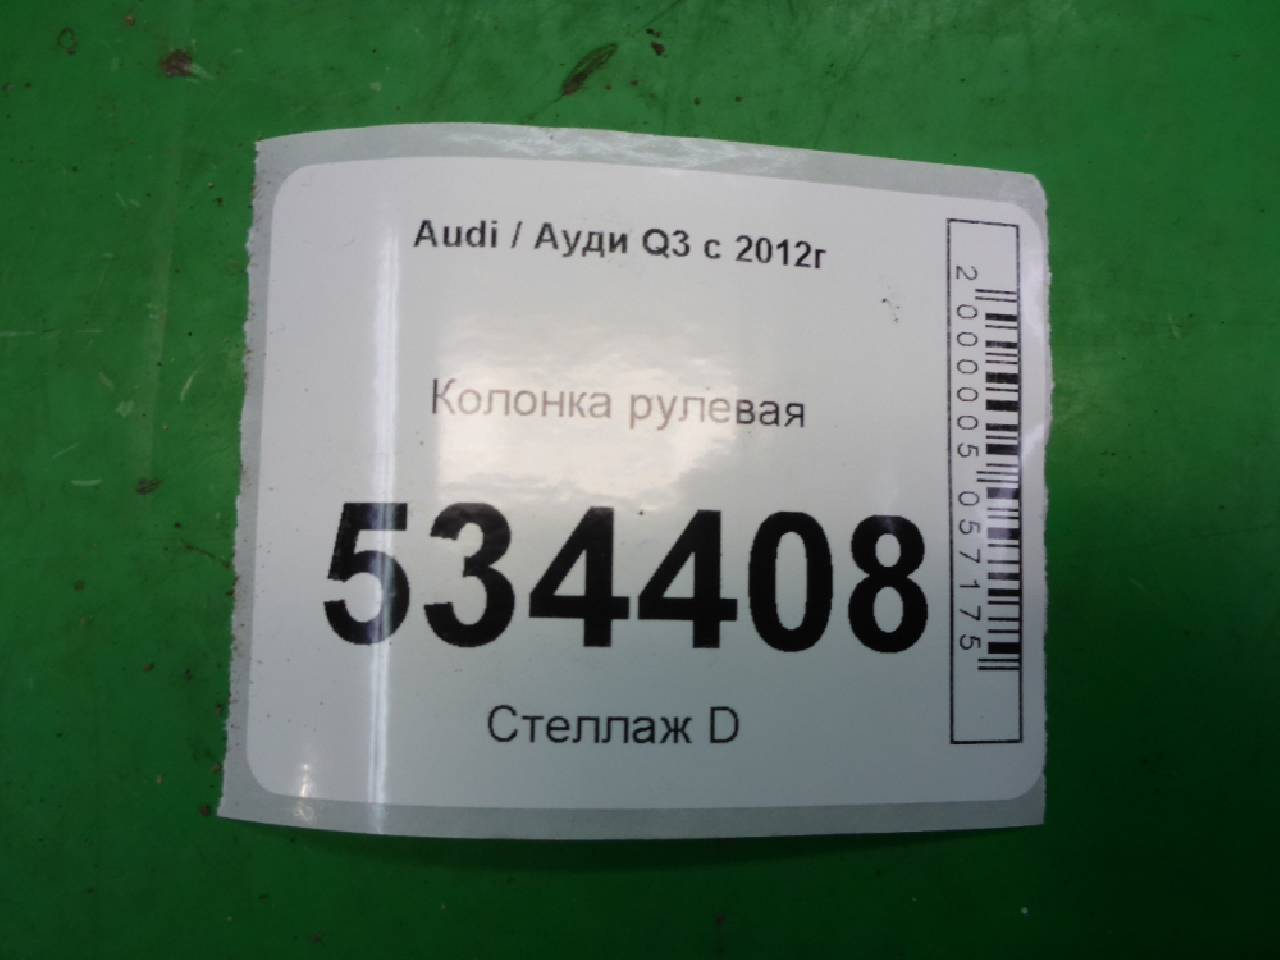 Audi / Ауди Q3 с 2012г
Колонка рулевая
534408
Стеллаж D
2000005057175